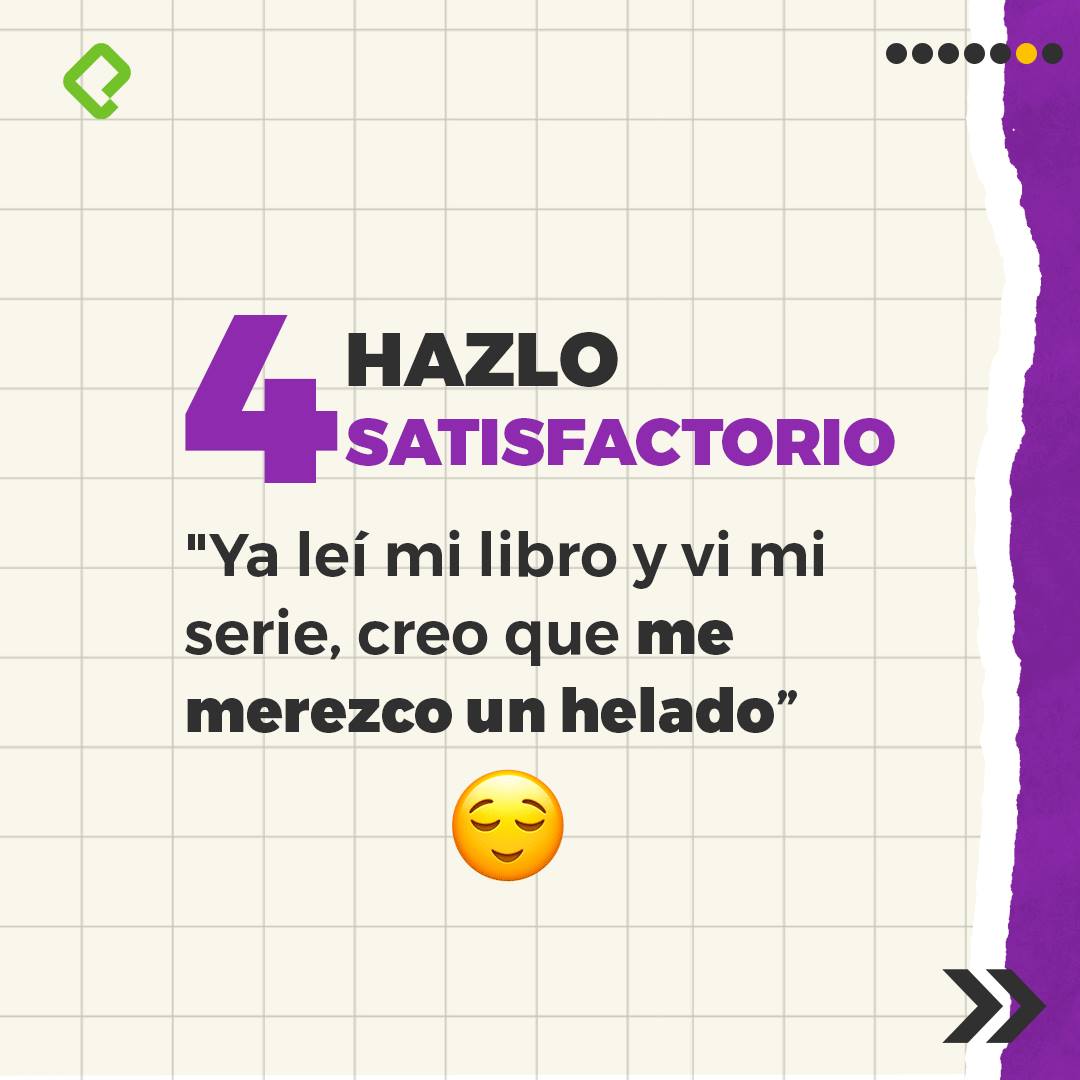 4 HAZLO
SATISFACTORIO
"Ya leí mi libro y vi mi
serie, creo que me
merezco un helado”